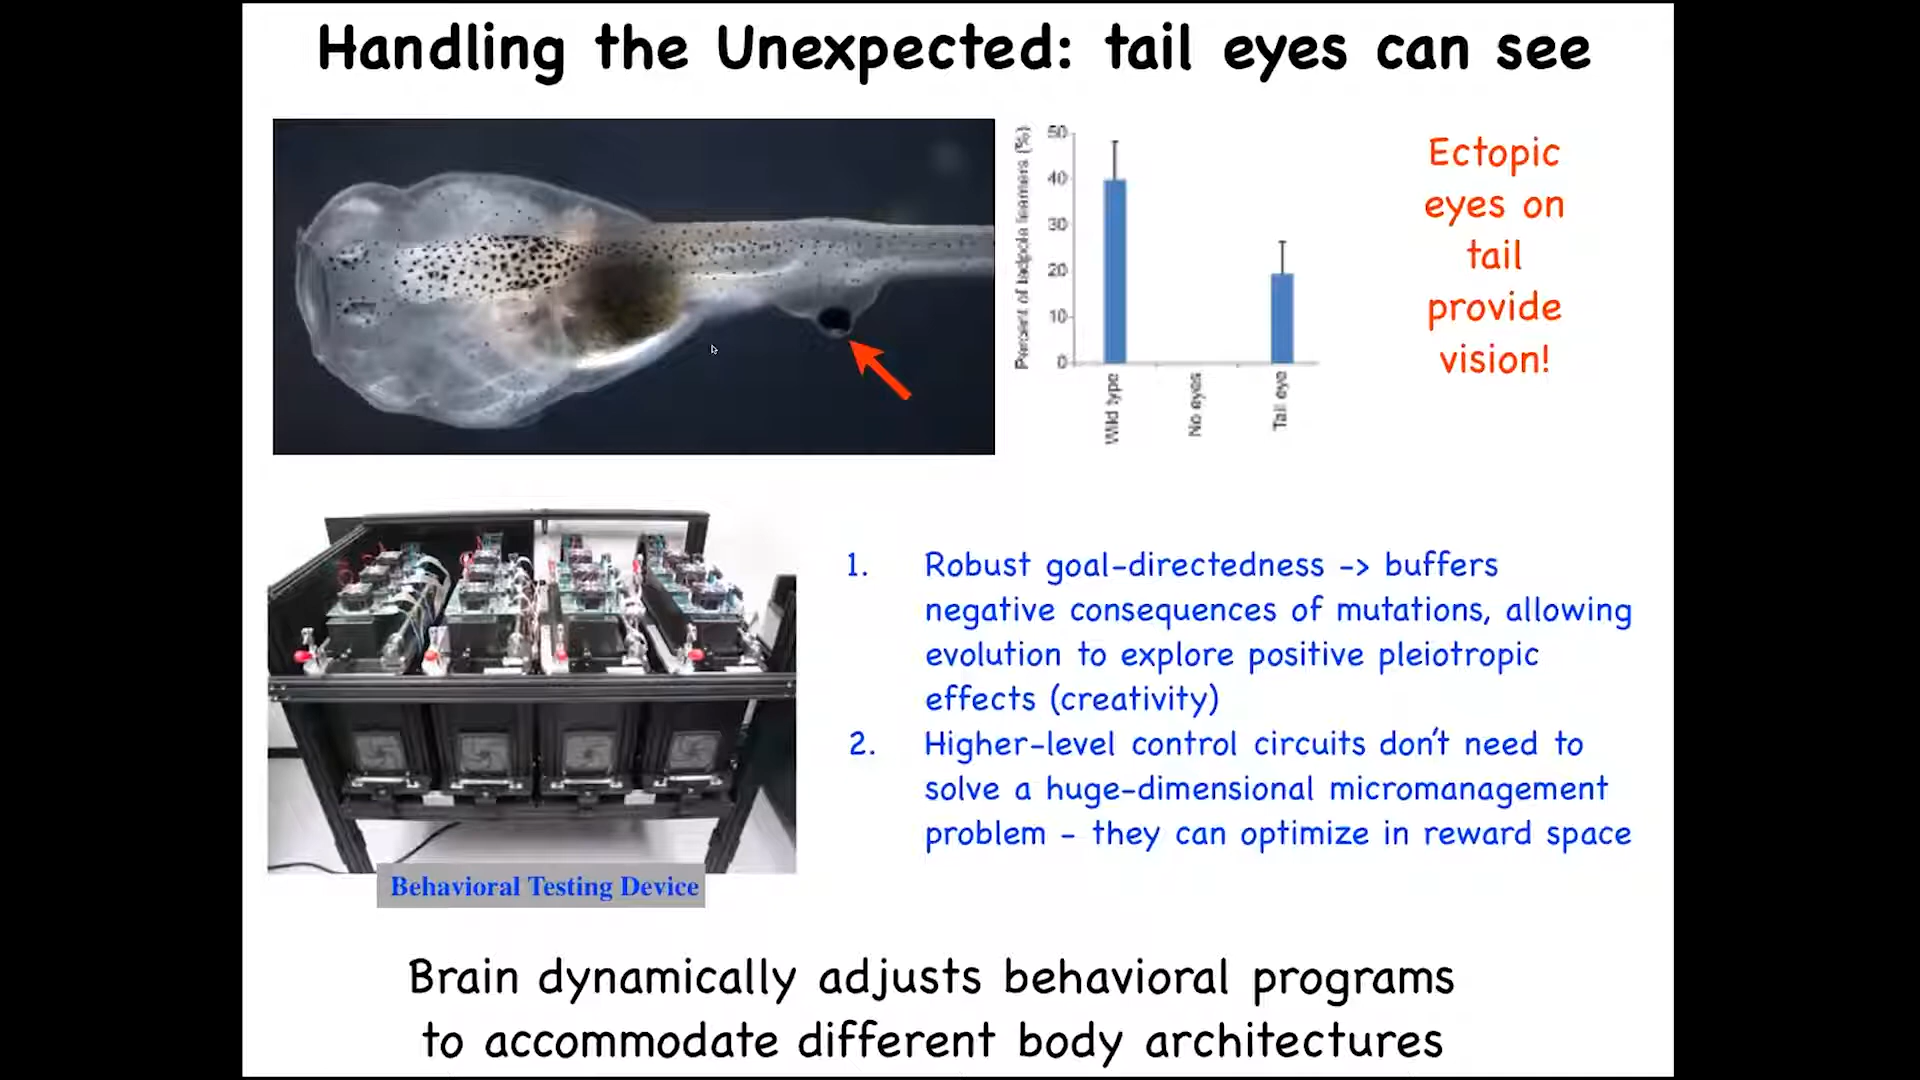 Handling the Unexpected: tail eyes can see
Percent of tadpole learners (%)
50
40
30
20
10
0
Wild type
No eyes
Tail eye
Ectopic
eyes on
tail
provide
vision!
Behavioral Testing Device
1. Robust goal-directedness -> buffers
negative consequences of mutations, allowing
evolution to explore positive pleiotropic
effects (creativity)
2. Higher-level control circuits don't need to
solve a huge-dimensional micromanagement
problem - they can optimize in reward space
Brain dynamically adjusts behavioral programs
to accommodate different body architectures